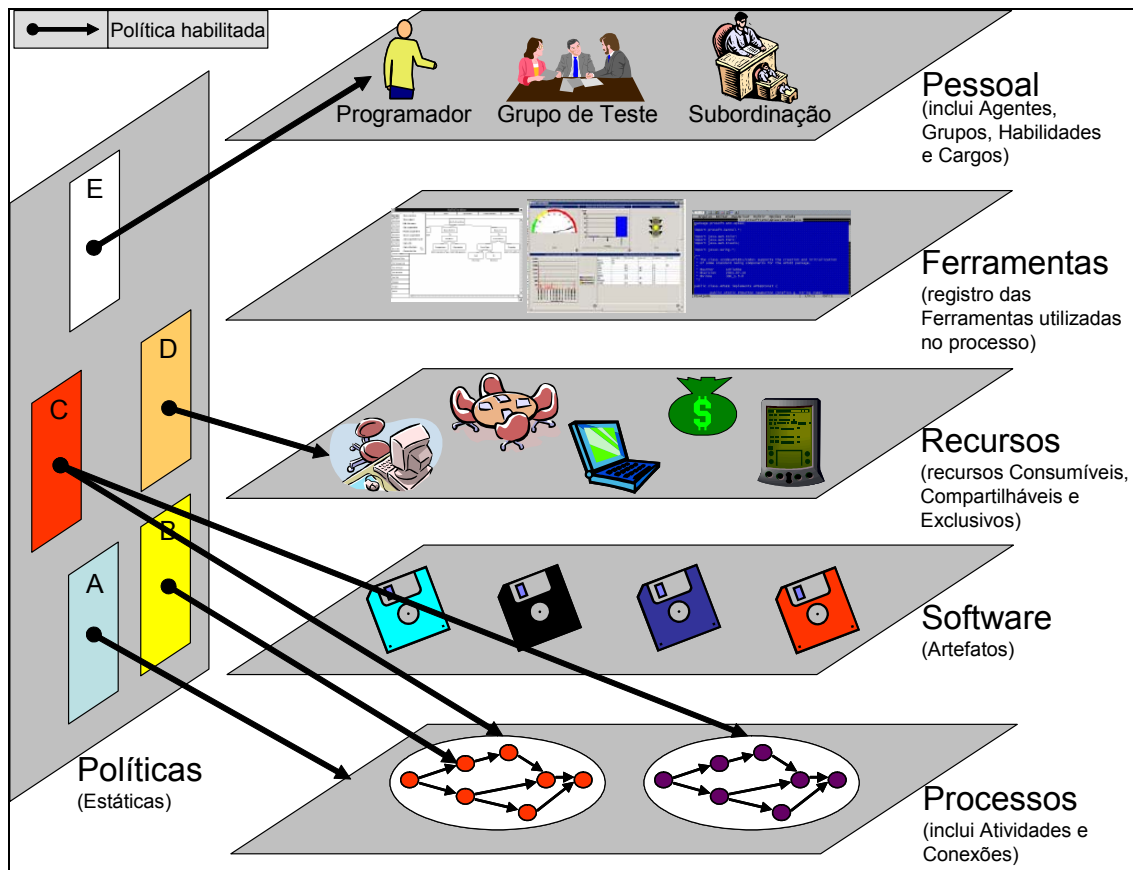 Política habilitada
Programador
Grupo de Teste
Subordinação
Pessoal
(inclui Agentes,
Grupos, Habilidades
e Cargos)
E
Ferramentas
(registro das
Ferramentas utilizadas
no processo)
D
C
Recursos
(recursos Consumíveis,
Compartilháveis e
Exclusivos)
$
B
A
Software
(Artefatos)
Políticas
(Estáticas)
Processos
(inclui Atividades e
Conexões)